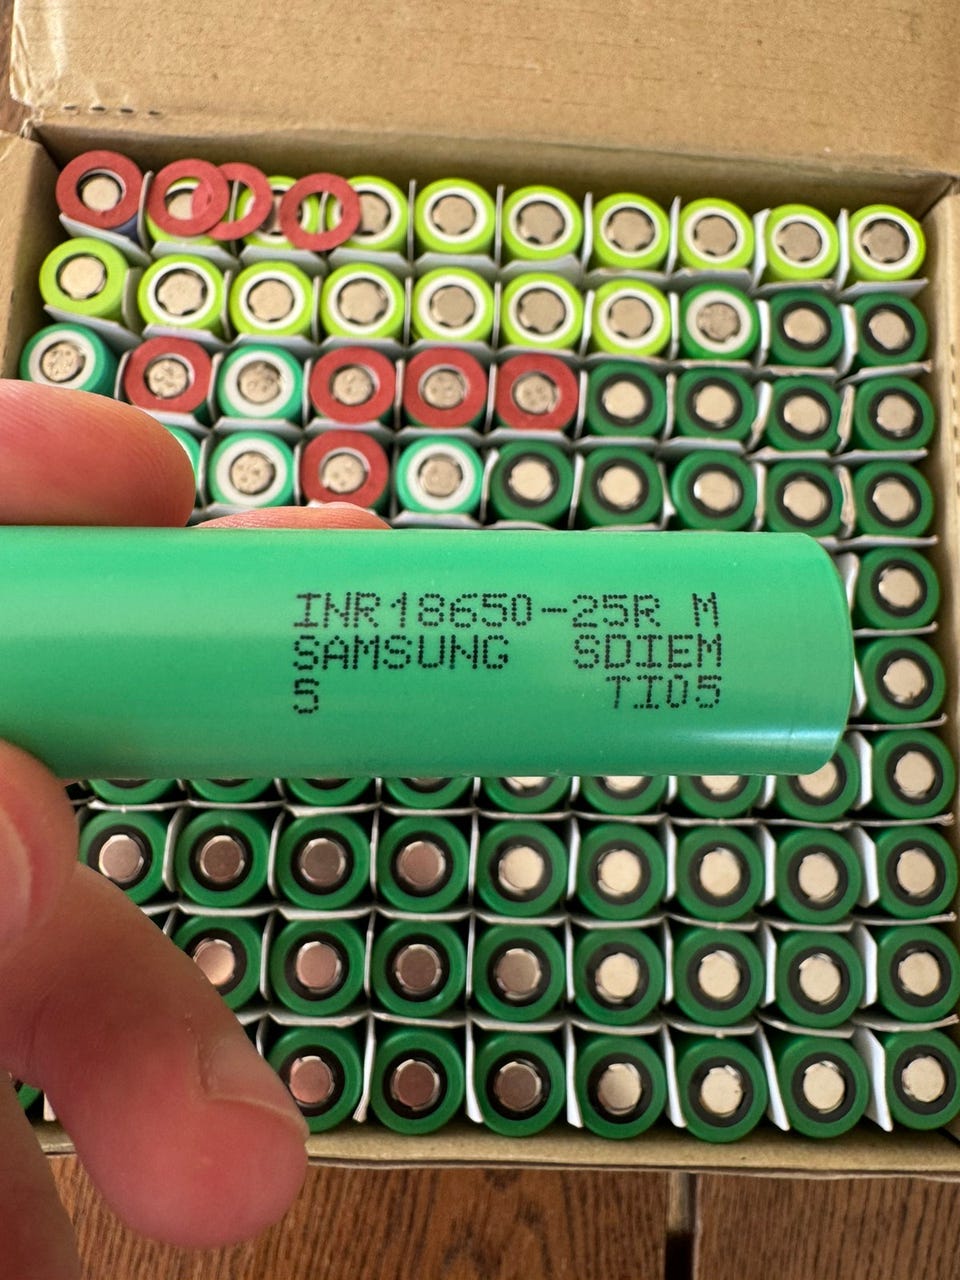 INR18650-25R M
SAMSUNG SDIEM
5 TI05